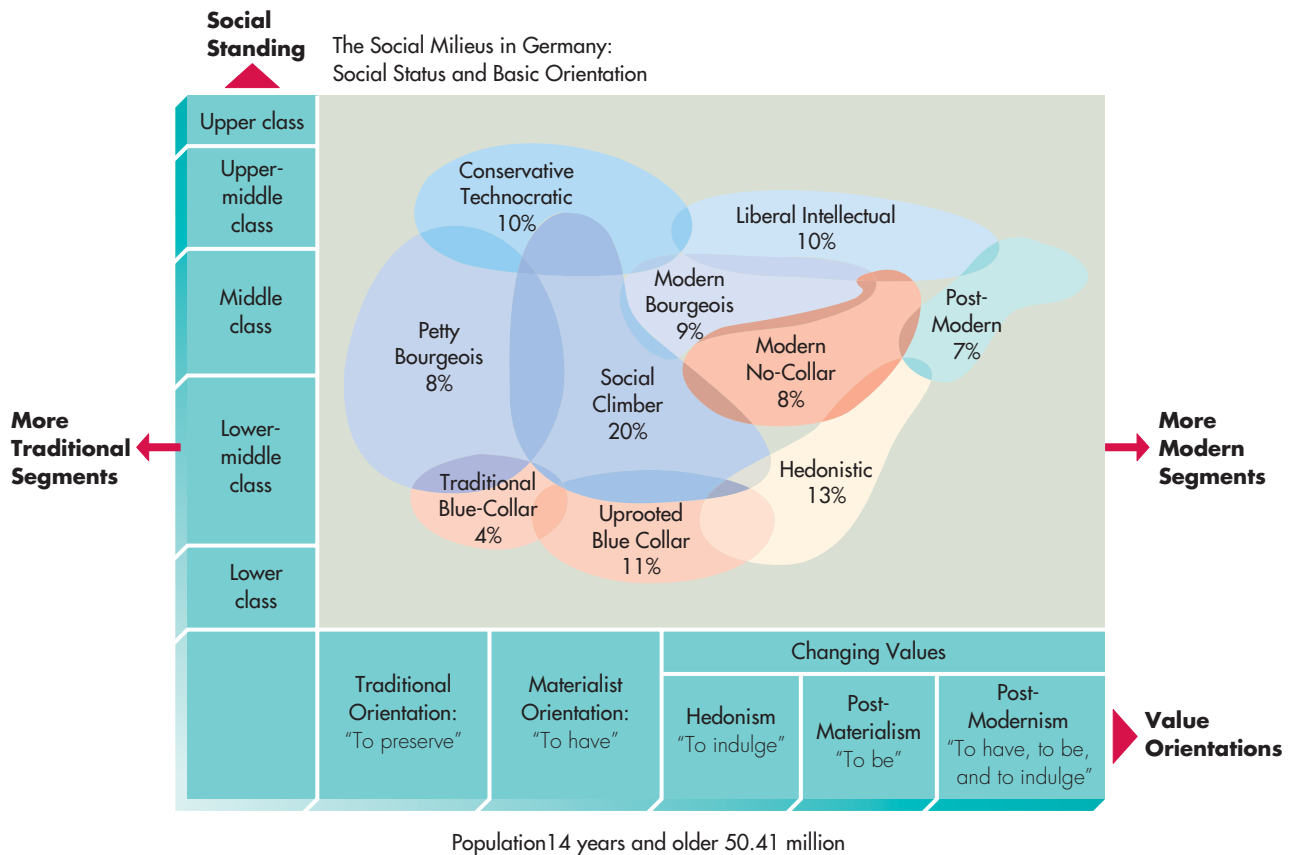 Social
Standing
The Social Milieus in Germany:
Social Status and Basic Orientation
Upper class
Upper-
middle
class
Middle
class
Lower-
middle
class
Lower
class
More
Traditional
Segments
Conservative
Technocratic
10%
Liberal Intellectual
10%
Modern
Bourgeois
9%
Post-
Modern
7%
Petty
Bourgeois
8%
Modern
No-Collar
8%
Social
Climber
20%
Hedonistic
13%
Traditional
Blue-Collar
4%
Uprooted
Blue Collar
11%
More
Modern
Segments
Traditional
Orientation:
“To preserve”
Materialist
Orientation:
“To have”
Changing Values
Hedonism
“To indulge”
Post-
Materialism
“To be”
Post-
Modernism
“To have, to be,
and to indulge”
Value
Orientations
Population14 years and older 50.41 million